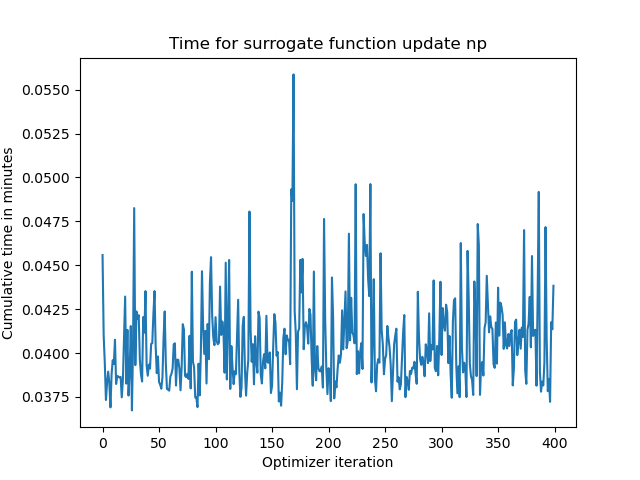 Time for surrogate function update np
Cumulative time in minutes
0.0550
0.0525
0.0500
0.0475
0.0450
0.0425
0.0400
0.0375
0 50 100 150 200 250 300 350 400
Optimizer iteration